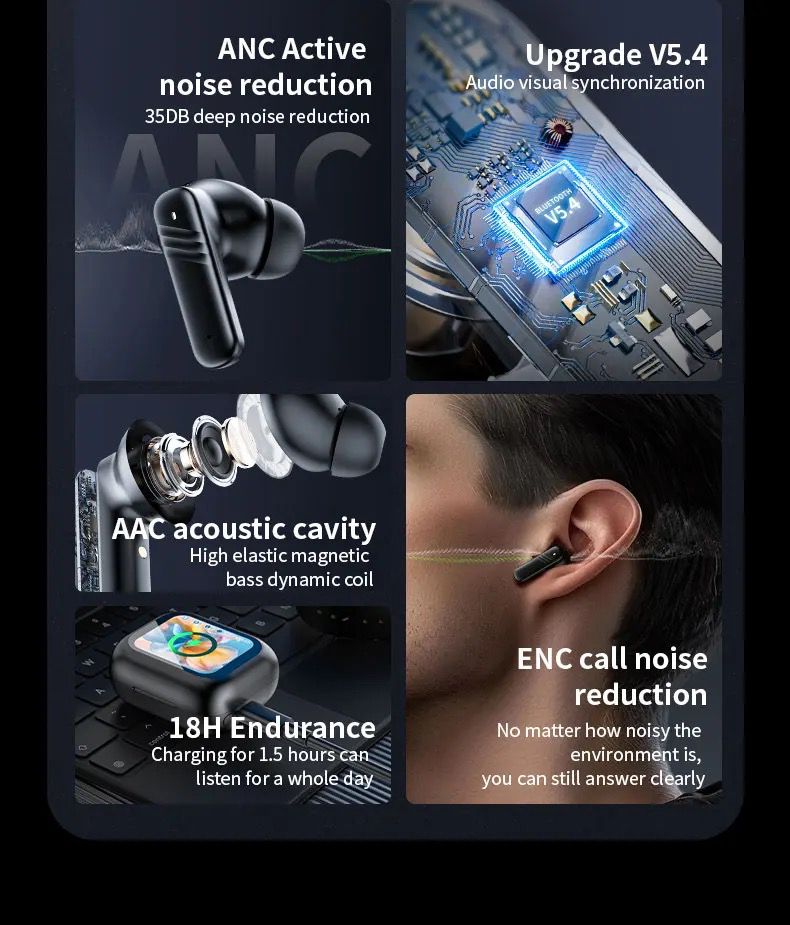 ANC Active
noise reduction
35DB deep noise reduction
ANC
Upgrade V5.4
Audio visual synchronization
BLUETOOTH
V5.4
AAC acoustic cavity
High elastic magnetic
bass dynamic coil
ENC call noise
reduction
No matter how noisy the
environment is,
you can still answer clearly
18H Endurance
Charging for 1.5 hours can
listen for a whole day
control